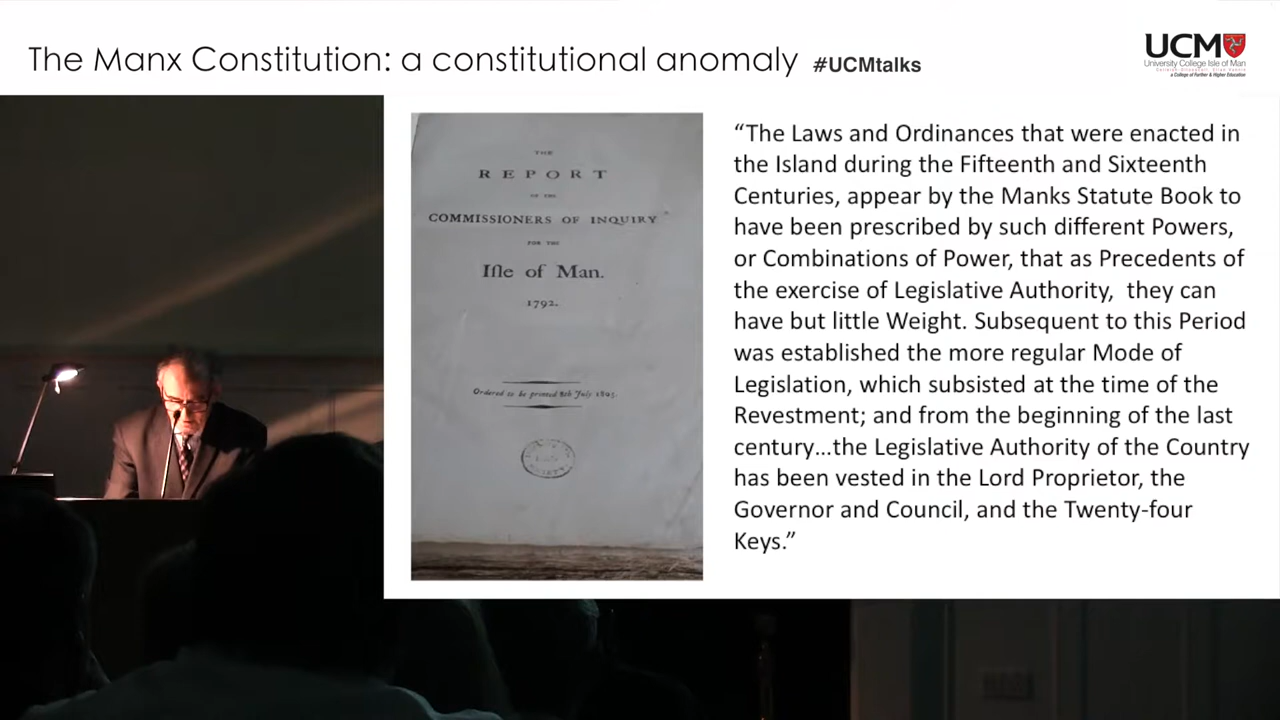 The Manx Constitution: a constitutional anomaly #UCMtalks
UCM
University College Isle of Man
a College of Further & Higher Education
THE
REPORT
OF THE
COMMISSIONERS OF INQUIRY
FOR THE
Iſle of Man.
1792.
Ordered to be printed July 1805.
“The Laws and Ordinances that were enacted in
the Island during the Fifteenth and Sixteenth
Centuries, appear by the Manks Statute Book to
have been prescribed by such different Powers,
or Combinations of Power, that as Precedents of
the exercise of Legislative Authority, they can
have but little Weight. Subsequent to this Period
was established the more regular Mode of
Legislation, which subsisted at the time of the
Revestment; and from the beginning of the last
century...the Legislative Authority of the Country
has been vested in the Lord Proprietor, the
Governor and Council, and the Twenty-four
Keys.”